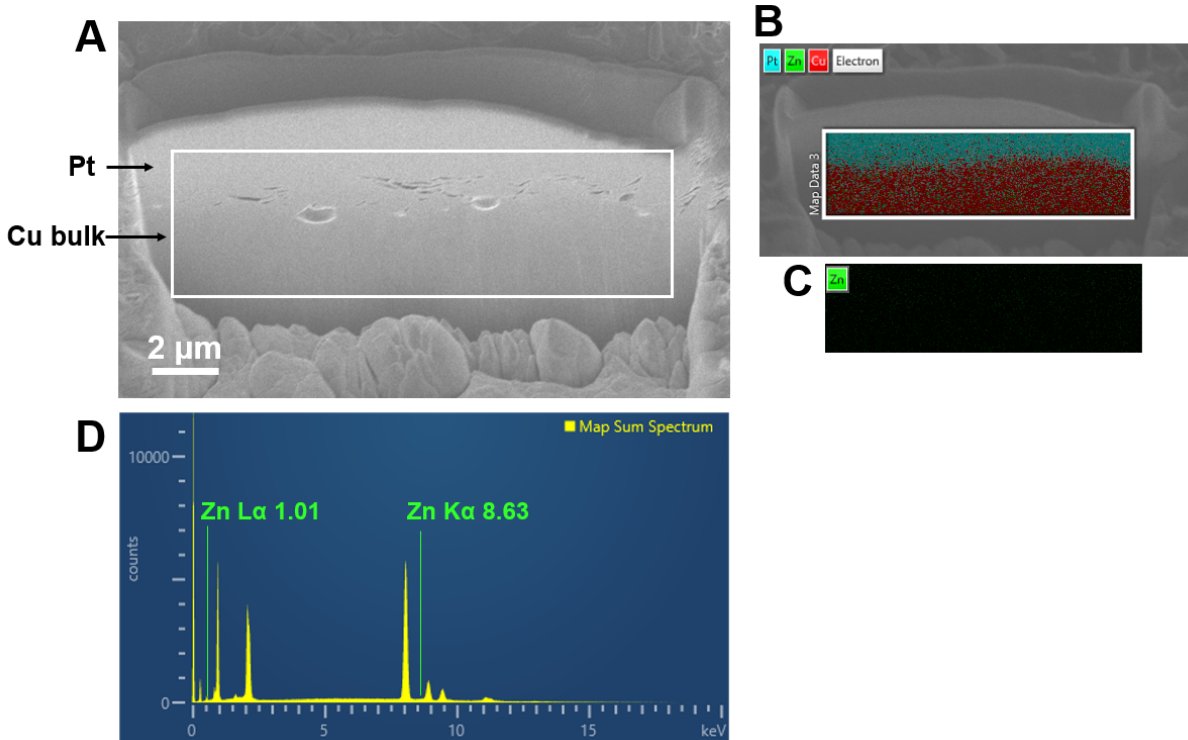 A
Pt
Cu bulk
2 µm
B
Pt Zn Cu Electron
Map Data 3
C
Zn
D
Map Sum Spectrum
10000
counts
Zn Lα 1.01
Zn Kα 8.63
0
0 5 10 15 keV